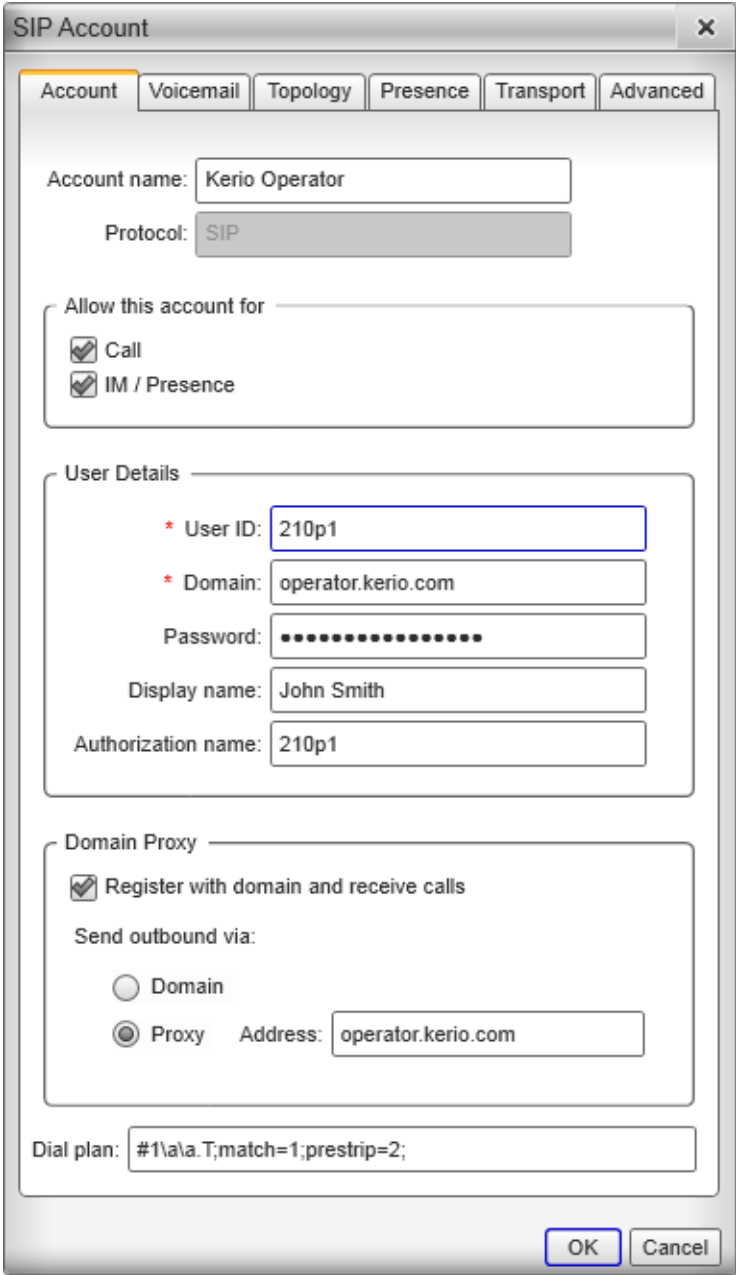 SIP Account
Account Voicemail Topology Presence Transport Advanced
Account name: Kerio Operator
Protocol: SIP
Allow this account for
Call
IM / Presence
User Details
* User ID: 210p1
* Domain: operator.kerio.com
Password: ●●●●●●●●●●●●●●●●
Display name: John Smith
Authorization name: 210p1
Domain Proxy
Register with domain and receive calls
Send outbound via:
Domain
Proxy Address: operator.kerio.com
Dial plan: #1\a\a.T;match=1;prestrip=2;
OK Cancel